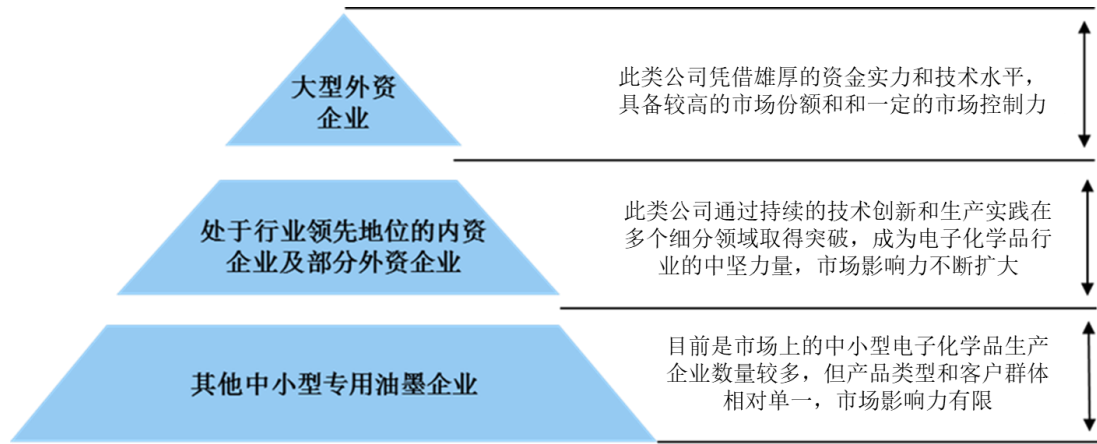 大型外资
企业
此类公司凭借雄厚的资金实力和技术水平，
具备较高的市场份额和和一定的市场控制力
处于行业领先地位的内资
企业及部分外资企业
此类公司通过持续的技术创新和生产实践在
多个细分领域取得突破，成为电子化学品行
业的中坚力量，市场影响力不断扩大
其他中小型专用油墨企业
目前是市场上的中小型电子化学品生产
企业数量较多，但产品类型和客户群体
相对单一，市场影响力有限